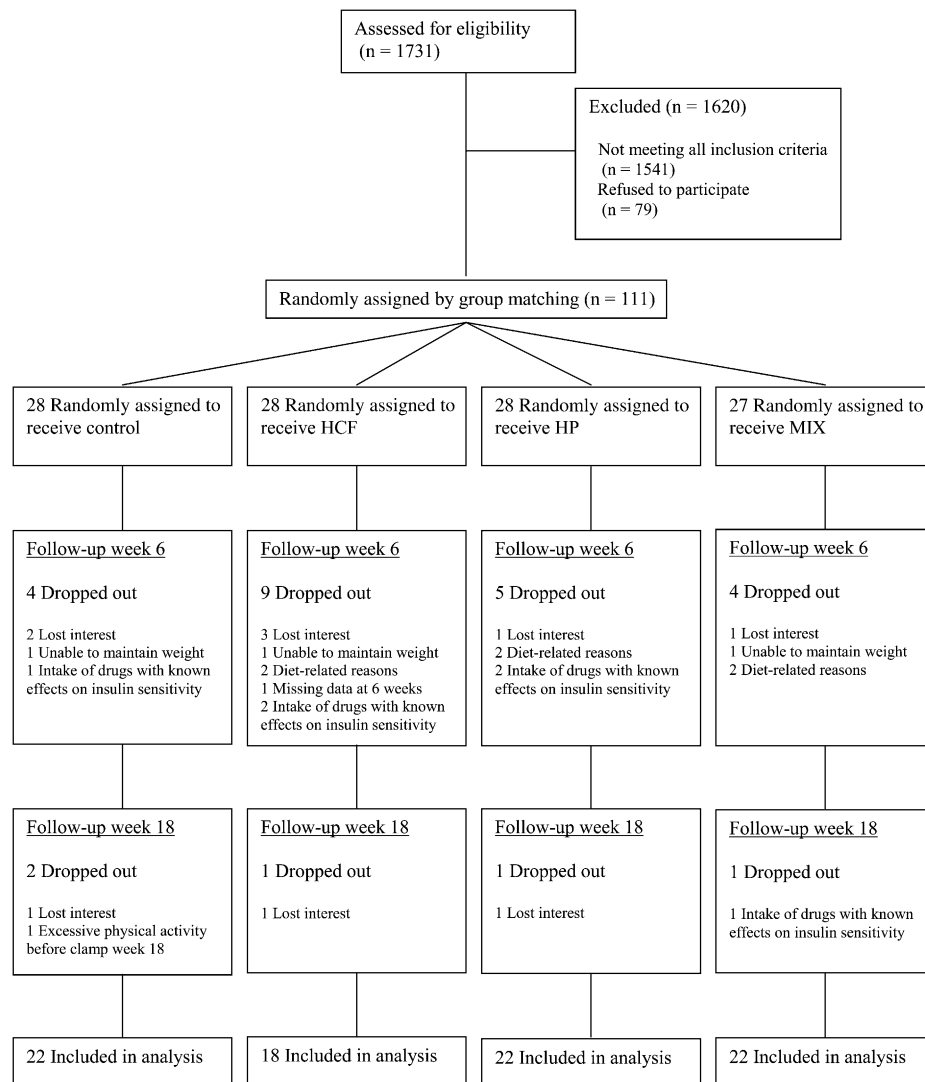 Assessed for eligibility
(n = 1731)
Excluded (n = 1620)
Not meeting all inclusion criteria
(n = 1541)
Refused to participate
(n = 79)
Randomly assigned by group matching (n = 111)
28 Randomly assigned to
receive control
28 Randomly assigned to
receive HCF
28 Randomly assigned to
receive HP
27 Randomly assigned to
receive MIX
Follow-up week 6
4 Dropped out
2 Lost interest
1 Unable to maintain weight
1 Intake of drugs with known
effects on insulin sensitivity
Follow-up week 6
9 Dropped out
3 Lost interest
1 Unable to maintain weight
2 Diet-related reasons
1 Missing data at 6 weeks
2 Intake of drugs with known
effects on insulin sensitivity
Follow-up week 6
5 Dropped out
1 Lost interest
2 Diet-related reasons
2 Intake of drugs with known
effects on insulin sensitivity
Follow-up week 6
4 Dropped out
1 Lost interest
1 Unable to maintain weight
2 Diet-related reasons
Follow-up week 18
2 Dropped out
1 Lost interest
1 Excessive physical activity
before clamp week 18
Follow-up week 18
1 Dropped out
1 Lost interest
Follow-up week 18
1 Dropped out
1 Lost interest
Follow-up week 18
1 Dropped out
1 Intake of drugs with known
effects on insulin sensitivity
22 Included in analysis
18 Included in analysis
22 Included in analysis
22 Included in analysis